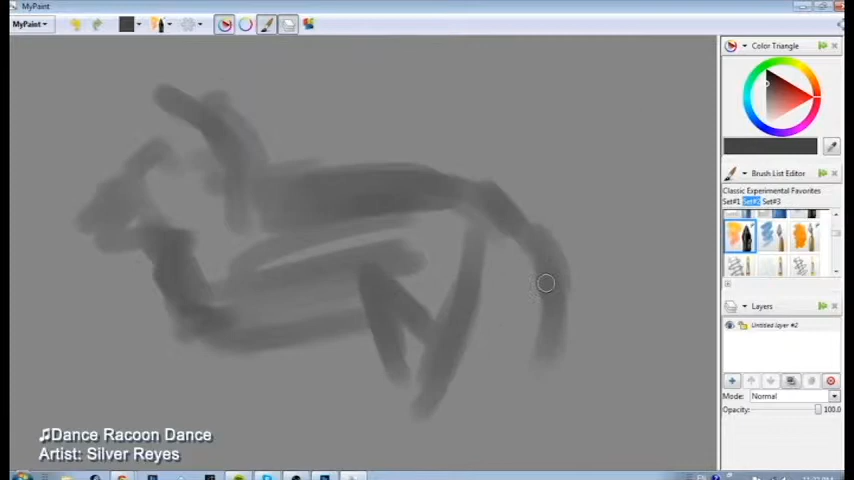 MyPaint
MyPaint
Color Triangle
Brush List Editor
Classic Experimental Favorites
Set#1 Set#2 Set#3
Layers
Untitled layer #2
Mode: Normal
Opacity: 100.0
♫Dance Racoon Dance
Artist: Silver Reyes